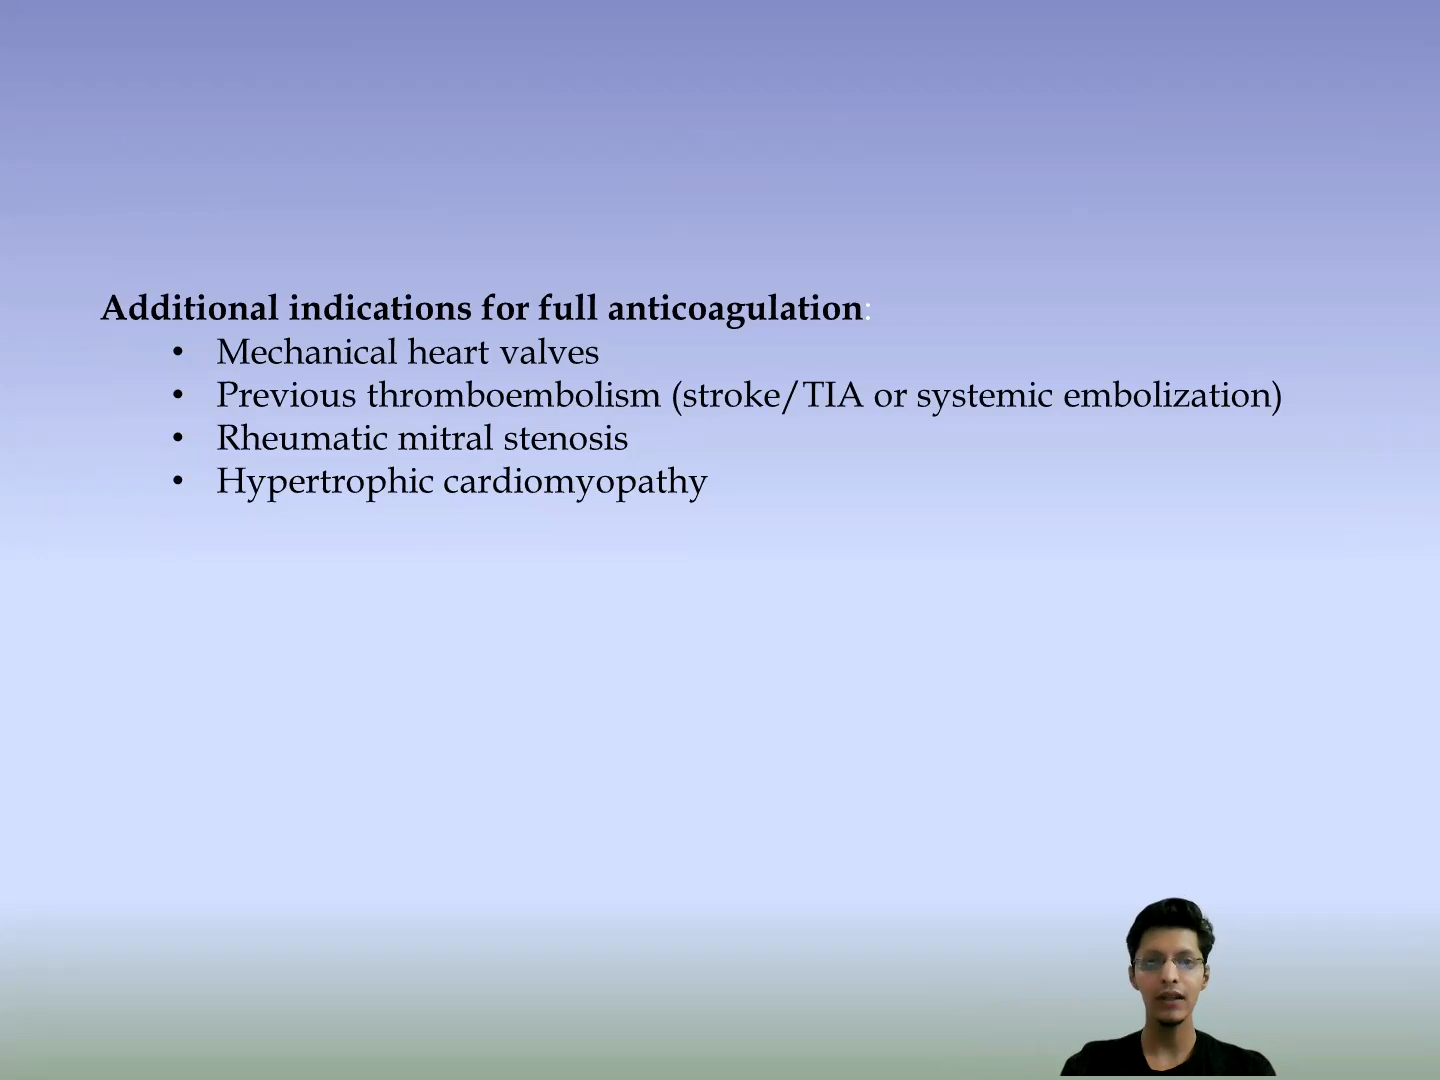 Additional indications for full anticoagulation:
• Mechanical heart valves
• Previous thromboembolism (stroke/TIA or systemic embolization)
• Rheumatic mitral stenosis
• Hypertrophic cardiomyopathy